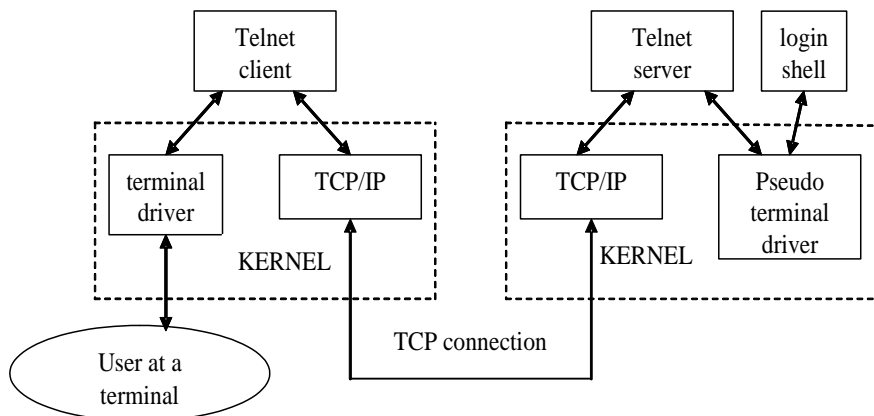 Telnet
client
Telnet
server
login
shell
terminal
driver
TCP/IP
TCP/IP
Pseudo
terminal
driver
KERNEL
KERNEL
TCP connection
User at a
terminal